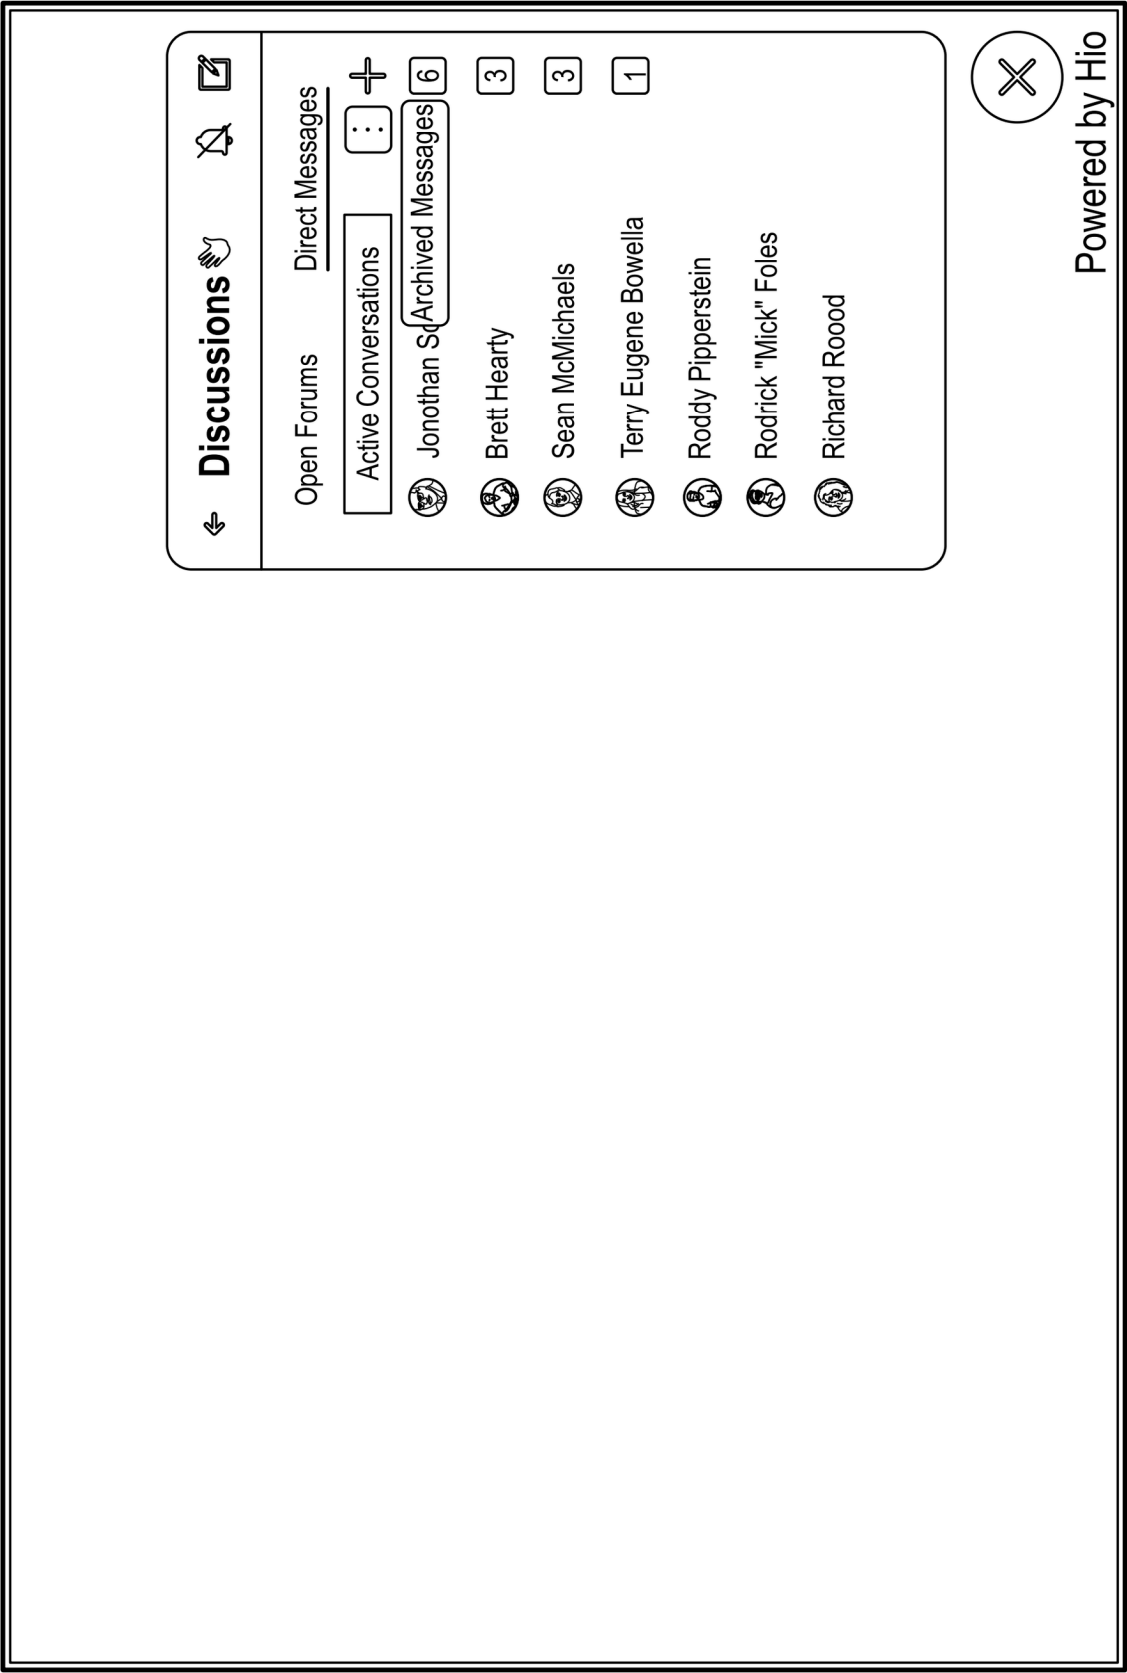 Discussions
Open Forums Direct Messages
Active Conversations
Archived Messages
Jonothan 6
Brett Hearty 3
Sean McMichaels 3
Terry Eugene Bowella 1
Roddy Pipperstein
Rodrick "Mick" Foles
Richard Roood
Powered by Hio